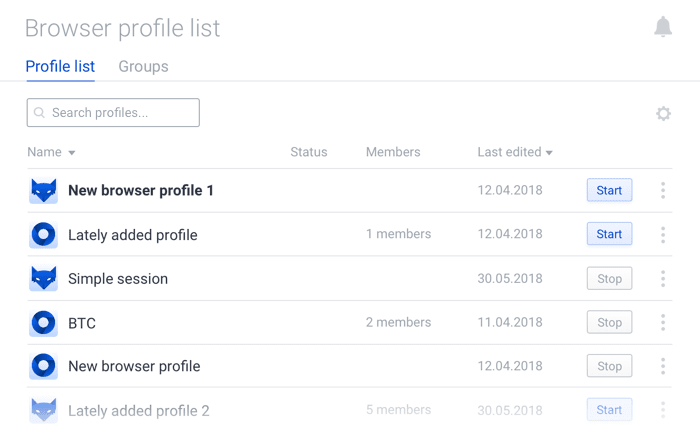 Browser profile list
Profile list Groups
Search profiles...
Name Status Members Last edited
New browser profile 1 12.04.2018 Start
Lately added profile 1 members 12.04.2018 Start
Simple session 30.05.2018 Stop
BTC 2 members 11.04.2018 Stop
New browser profile 12.04.2018 Stop
Lately added profile 2 5 members 30.05.2018 Start